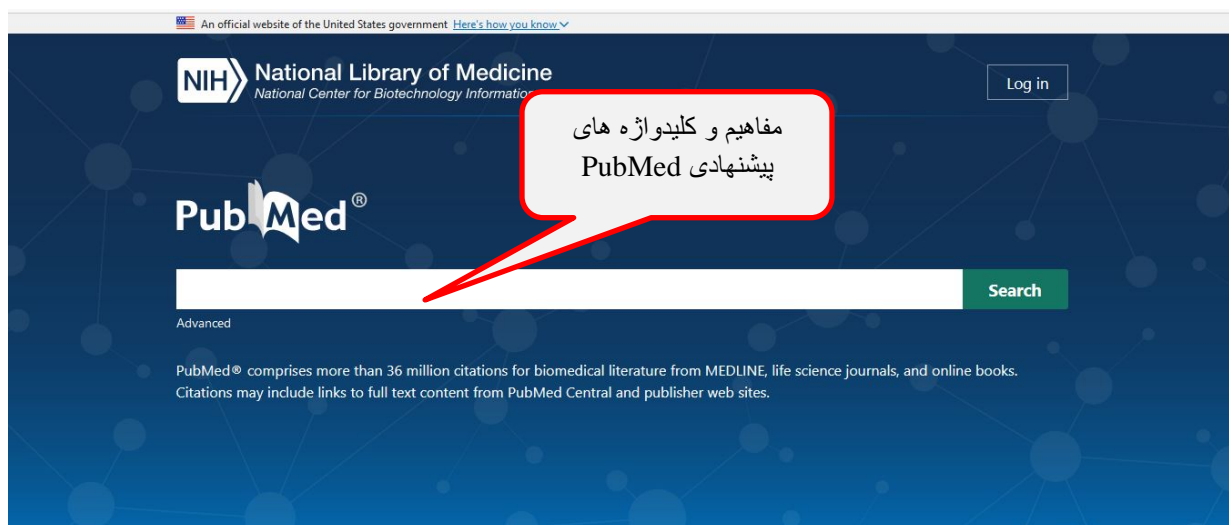 An official website of the United States government Here's how you know
NIH National Library of Medicine
National Center for Biotechnology Information
Log in
مفاهیم و کلیدواژه های
پیشنهادی PubMed
PubMed®
Search
Advanced
PubMed® comprises more than 36 million citations for biomedical literature from MEDLINE, life science journals, and online books.
Citations may include links to full text content from PubMed Central and publisher web sites.